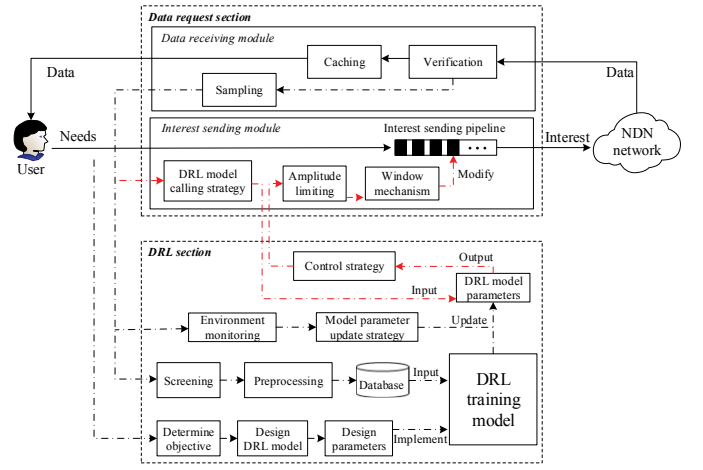 Data request section
Data receiving module
Caching
Verification
Data
Data
Sampling
Interest sending module
Interest sending pipeline
Needs
Interest
NDN
network
User
DRL model
calling strategy
Amplitude
limiting
Window
mechanism
Modify
DRL section
Control strategy
Output
Input
DRL model
parameters
Environment
monitoring
Model parameter
update strategy
Update
Screening
Preprocessing
Database
Input
DRL
training
model
Determine
objective
Design
DRL model
Design
parameters
Implement